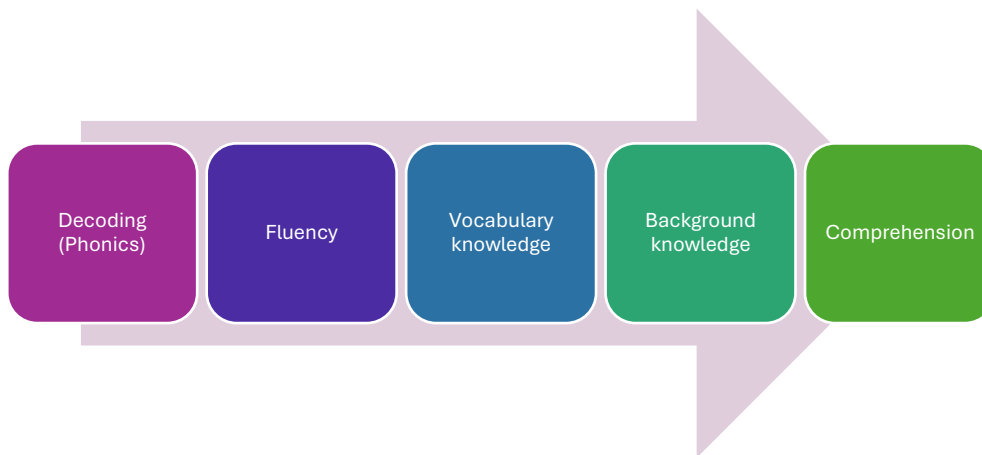 Decoding
(Phonics)
Fluency
Vocabulary
knowledge
Background
knowledge
Comprehension